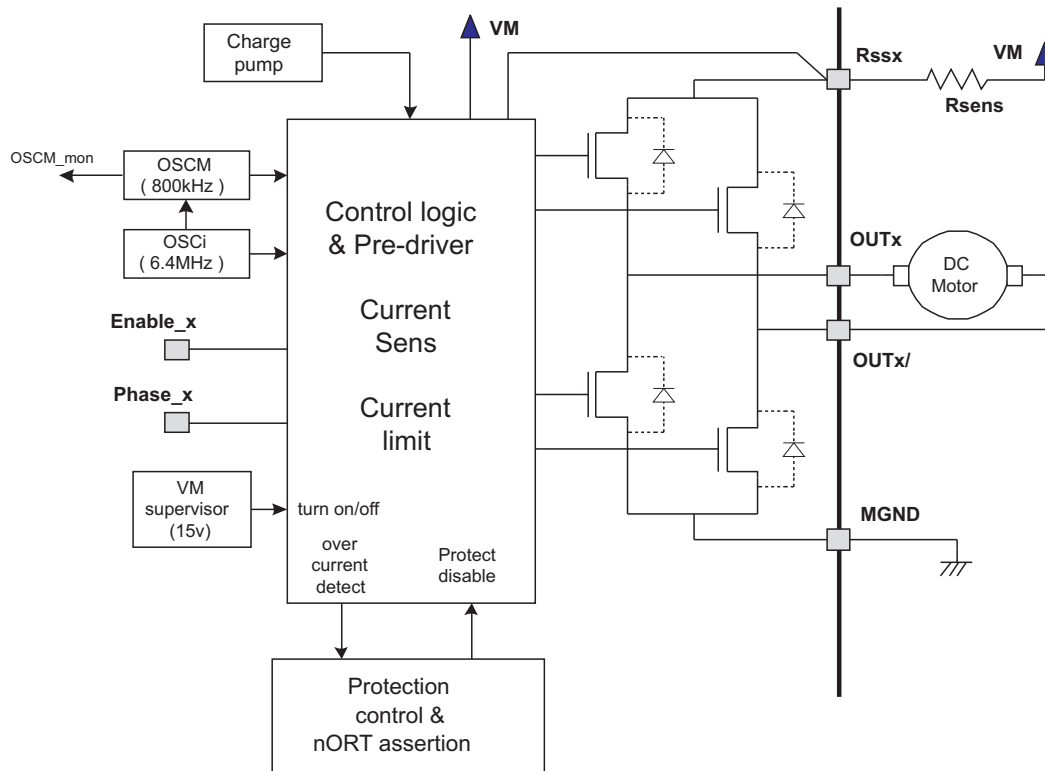 Charge
pump
VM
Rssx
VM
Rsens
OSCM_mon
OSCM
( 800kHz )
OSCi
( 6.4MHz )
Control logic
& Pre-driver
Current
Sens
Current
limit
Enable_x
Phase_x
OUTx
DC
Motor
OUTx/
VM
supervisor
(15v)
turn on/off
over
current
detect
Protect
disable
MGND
Protection
control &
nORT assertion